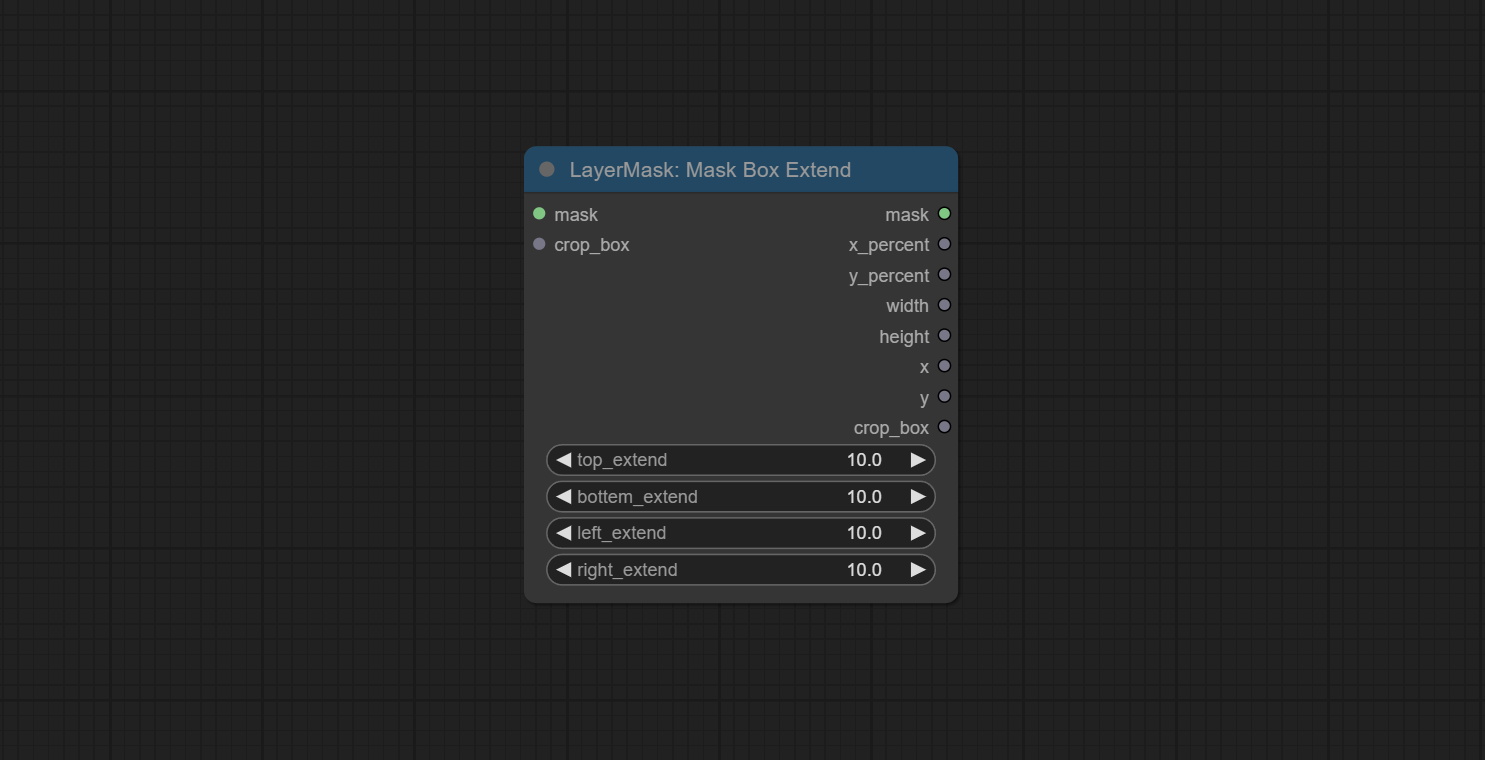 LayerMask: Mask Box Extend
mask mask
crop_box x_percent
y_percent
width
height
x
y
crop_box
top_extend 10.0
bottem_extend 10.0
left_extend 10.0
right_extend 10.0